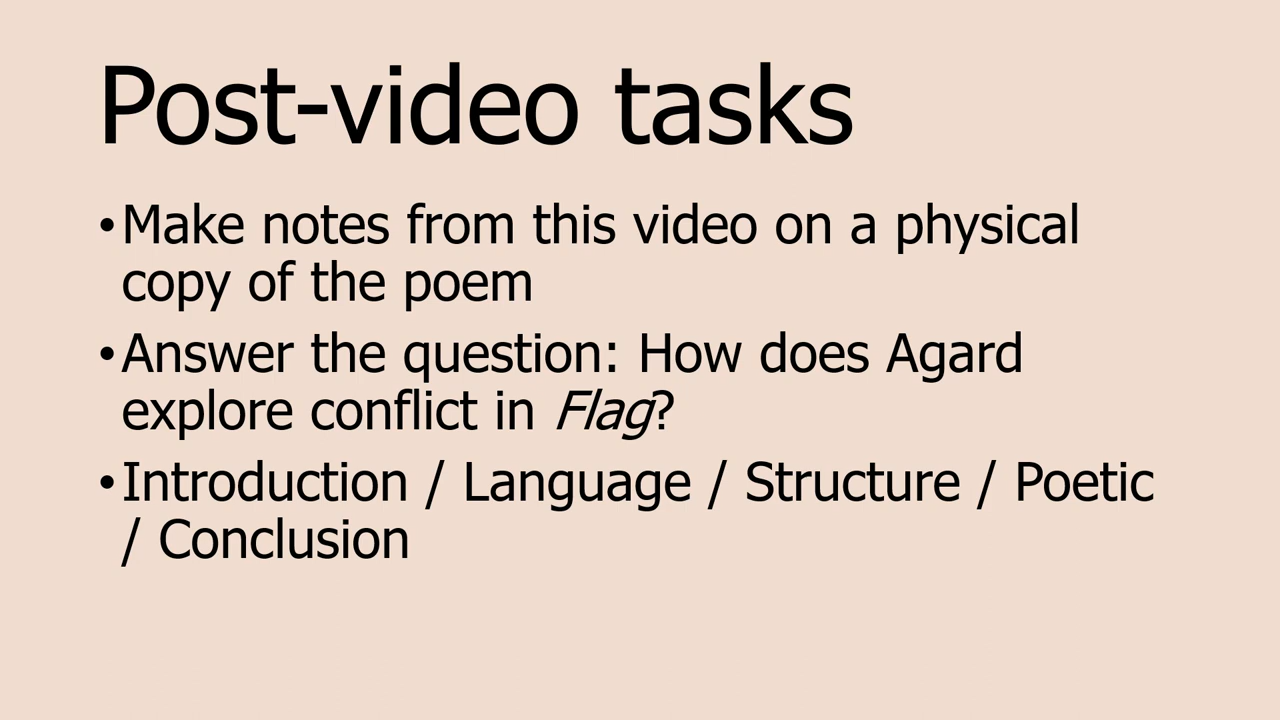 Post-video tasks
•Make notes from this video on a physical
copy of the poem
•Answer the question: How does Agard
explore conflict in Flag?
•Introduction / Language / Structure / Poetic
/ Conclusion